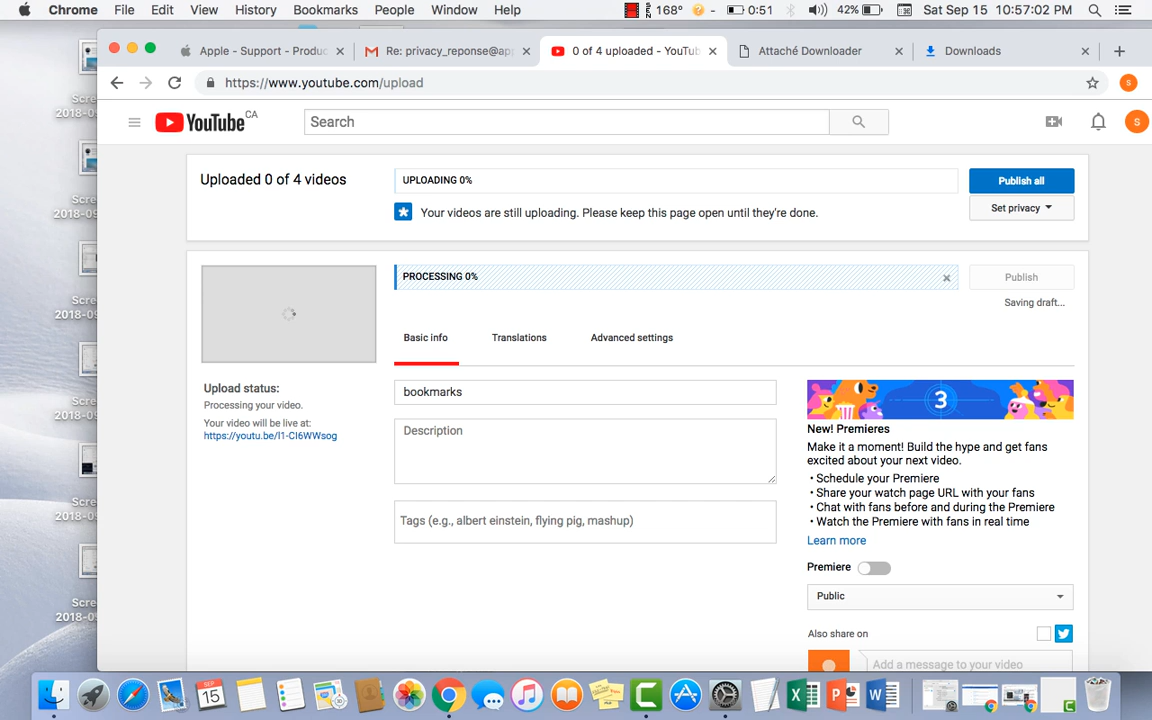 Chrome File Edit View History Bookmarks People Window Help 168° 0:51 42% Sat Sep 15 10:57:02 PM
Apple - Support - Produc Re: privacy_reponse@ap 0 of 4 uploaded - YouTub Attaché Downloader Downloads
https://www.youtube.com/upload S
YouTube CA Search S
Uploaded 0 of 4 videos UPLOADING 0% Publish all
Your videos are still uploading. Please keep this page open until they're done. Set privacy
PROCESSING 0% Publish
Saving draft...
Basic info Translations Advanced settings
Upload status: bookmarks
Processing your video.
Your video will be live at:
https://youtu.be/I1-CI6WWsog
Description
Tags (e.g., albert einstein, flying pig, mashup)
3
New! Premieres
Make it a moment! Build the hype and get fans
excited about your next video.
• Schedule your Premiere
• Share your watch page URL with your fans
• Chat with fans before and during the Premiere
• Watch the Premiere with fans in real time
Learn more
Premiere
Public
Also share on
Add a message to your video
Scre
2018-09
Scre
2018-09
Scre
2018-0
Scre
2018-0
Scre
2018-0
Scre
2018-09
SEP
15